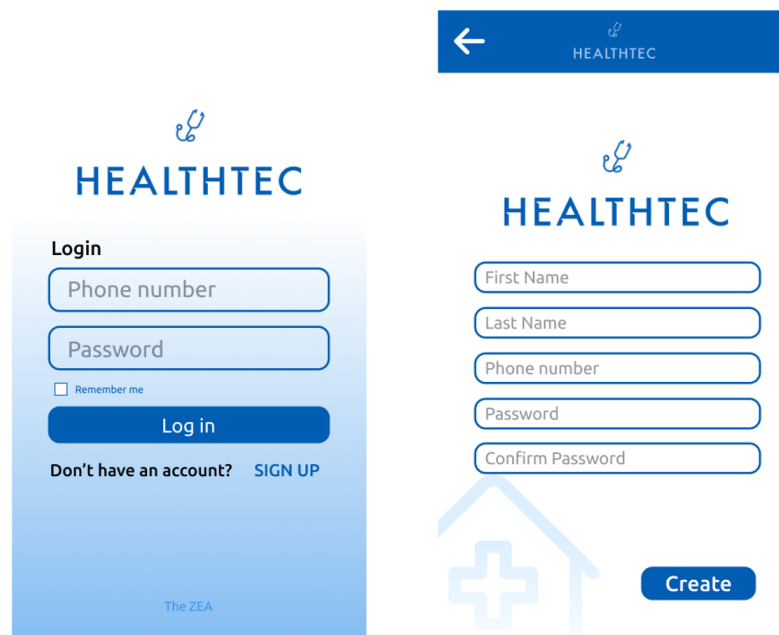 HEALTHTEC
Login
Phone number
Password
Remember me
Log in
Don't have an account? SIGN UP
The ZEA
HEALTHTEC
HEALTHTEC
First Name
Last Name
Phone number
Password
Confirm Password
Create